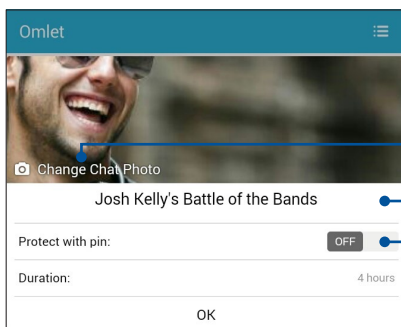 Omlet
Change Chat Photo
Josh Kelly's Battle of the Bands
Protect with pin:
OFF
Duration:
4 hours
OK